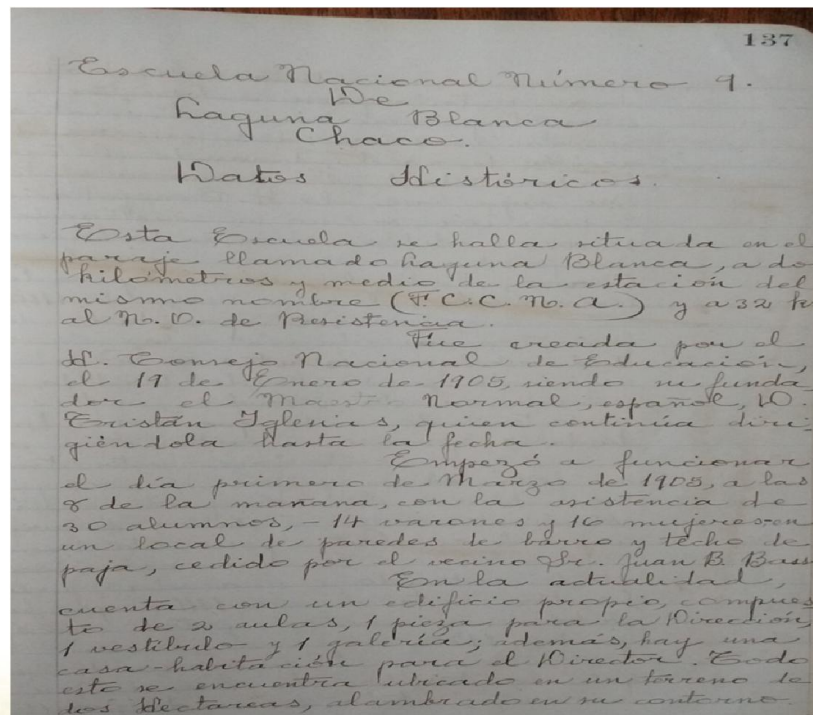 137
Escuela Nacional Número 9.
De
Laguna Blanca
Chaco.
Datos Históricos.
Esta Escuela se halla situada en el
paraje llamado Laguna Blanca, a do
kilómetros y medio de la estación del
mismo nombre (F. C. C. N. A.) y a 32 k
al N. O. de Resistencia.
Fue creada por el
H. Consejo Nacional de Educación,
el 19 de Enero de 1905, siendo su funda
dor el Maestro Normal, español, D.
Tristán Iglesias, quien continúa diri-
giéndola hasta la fecha.
Empezó a funcionar
el día primero de Marzo de 1905, a las
8 de la mañana, con la asistencia de
30 alumnos, - 14 varones y 16 mujeres - en
un local de paredes de barro y techo de
paja, cedido por el vecino Sr. Juan B. Bass
En la actualidad,
cuenta con un edificio propio, compues
to de 2 aulas, 1 pieza para la Dirección,
1 vestíbulo y 1 galería; además, hay una
casa-habitación para el Director. Todo
esto se encuentra ubicado en un terreno de
dos Hectáreas, alambrado en su contorno.